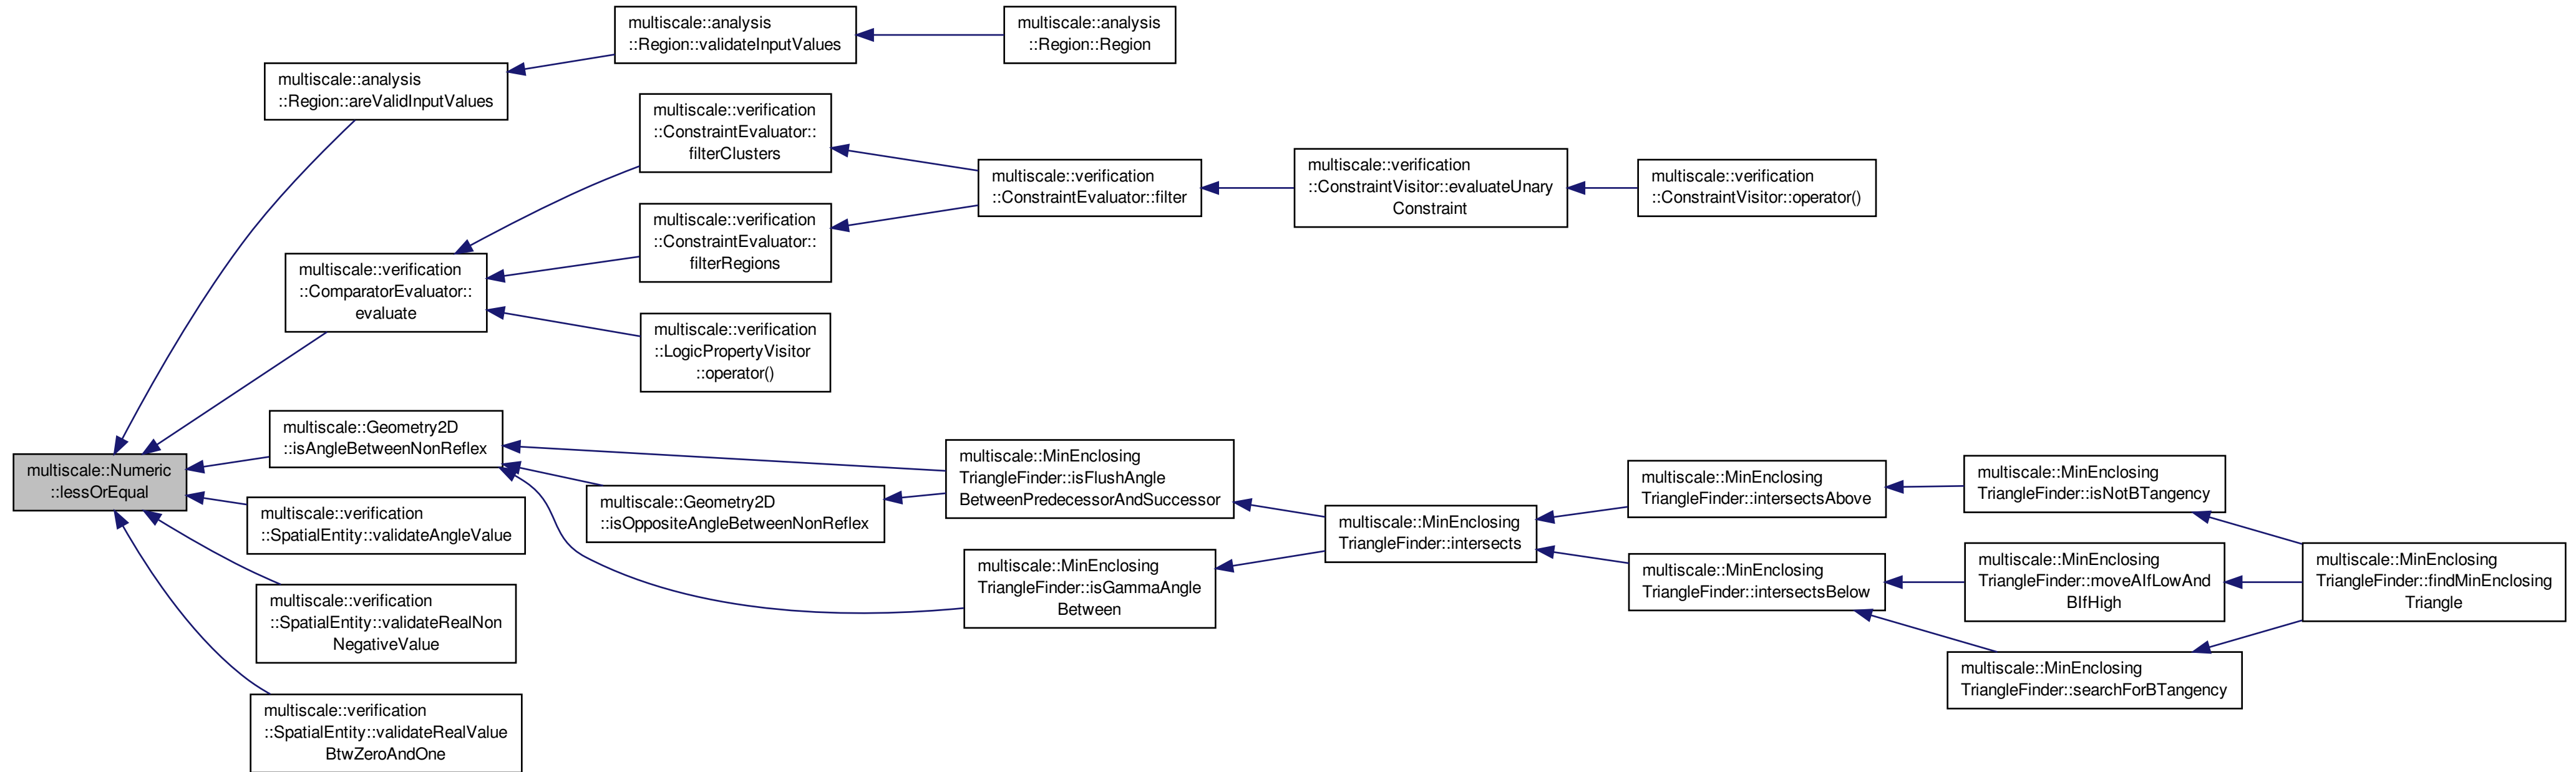 multiscale::Numeric
::lessOrEqual
multiscale::analysis
::Region::areValidInputValues
multiscale::analysis
::Region::validateInputValues
multiscale::analysis
::Region::Region
multiscale::verification
::ComparatorEvaluator::
evaluate
multiscale::verification
::ConstraintEvaluator::
filterClusters
multiscale::verification
::ConstraintEvaluator::
filterRegions
multiscale::verification
::LogicPropertyVisitor
::operator()
multiscale::verification
::ConstraintEvaluator::filter
multiscale::verification
::ConstraintVisitor::evaluateUnary
Constraint
multiscale::verification
::ConstraintVisitor::operator()
multiscale::Geometry2D
::isAngleBetweenNonReflex
multiscale::Geometry2D
::isOppositeAngleBetweenNonReflex
multiscale::MinEnclosing
TriangleFinder::isFlushAngle
BetweenPredecessorAndSuccessor
multiscale::MinEnclosing
TriangleFinder::isGammaAngle
Between
multiscale::MinEnclosing
TriangleFinder::intersects
multiscale::MinEnclosing
TriangleFinder::intersectsAbove
multiscale::MinEnclosing
TriangleFinder::intersectsBelow
multiscale::MinEnclosing
TriangleFinder::isNotBTangency
multiscale::MinEnclosing
TriangleFinder::moveAIfLowAnd
BIfHigh
multiscale::MinEnclosing
TriangleFinder::searchForBTangency
multiscale::MinEnclosing
TriangleFinder::findMinEnclosing
Triangle
multiscale::verification
::SpatialEntity::validateAngleValue
multiscale::verification
::SpatialEntity::validateRealNon
NegativeValue
multiscale::verification
::SpatialEntity::validateRealValue
BtwZeroAndOne